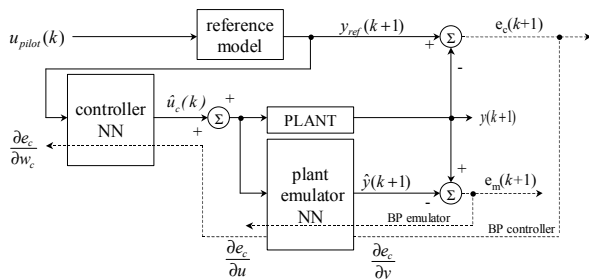 u_pilot(k)
reference
model
y_ref(k+1)
+
Σ
e_c(k+1)
-
controller
NN
û_c(k)
+
+
Σ
PLANT
y(k+1)
∂e_c
∂w_c
plant
emulator
NN
ŷ(k+1)
+
-
Σ
e_m(k+1)
BP emulator
BP controller
∂e_c
∂u
∂e_c
∂y